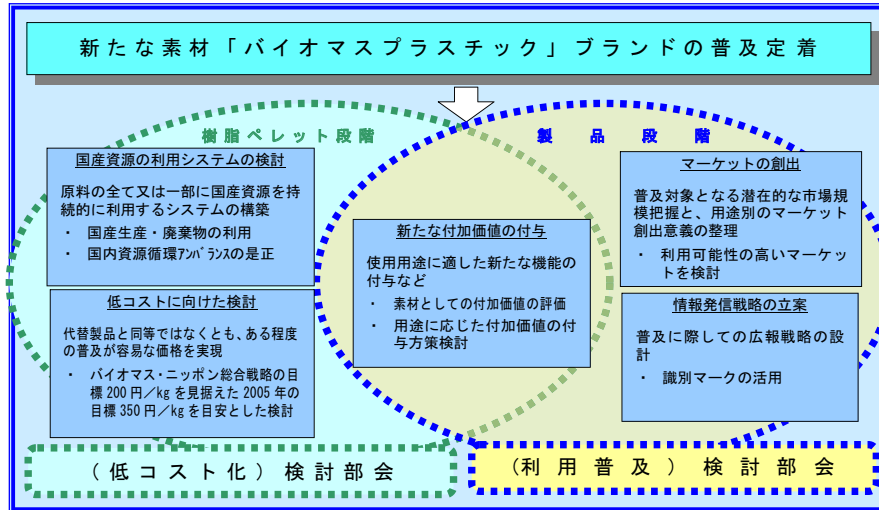 新たな素材「バイオマスプラスチック」ブランドの普及定着
樹脂ペレット段階
製品段階
国産資源の利用システムの検討
原料の全て又は一部に国産資源を持
続的に利用するシステムの構築
・ 国産生産・廃棄物の利用
・ 国内資源循環ｱﾝﾊﾞﾗﾝｽの是正
低コストに向けた検討
代替製品と同等ではなくとも、ある程度
の普及が容易な価格を実現
・ バイオマス・ニッポン総合戦略の目
標 200 円／kg を見据えた 2005 年の
目標 350 円／kg を目安とした検討
新たな付加価値の付与
使用用途に適した新たな機能の
付与など
・ 素材としての付加価値の評価
・ 用途に応じた付加価値の付
与方策検討
マーケットの創出
普及対象となる潜在的な市場規
模把握と、用途別のマーケット
創出意義の整理
・ 利用可能性の高いマーケッ
トを検討
情報発信戦略の立案
普及に際しての広報戦略の設
計
・ 識別マークの活用
（低コスト化）検討部会
（利用普及）検討部会